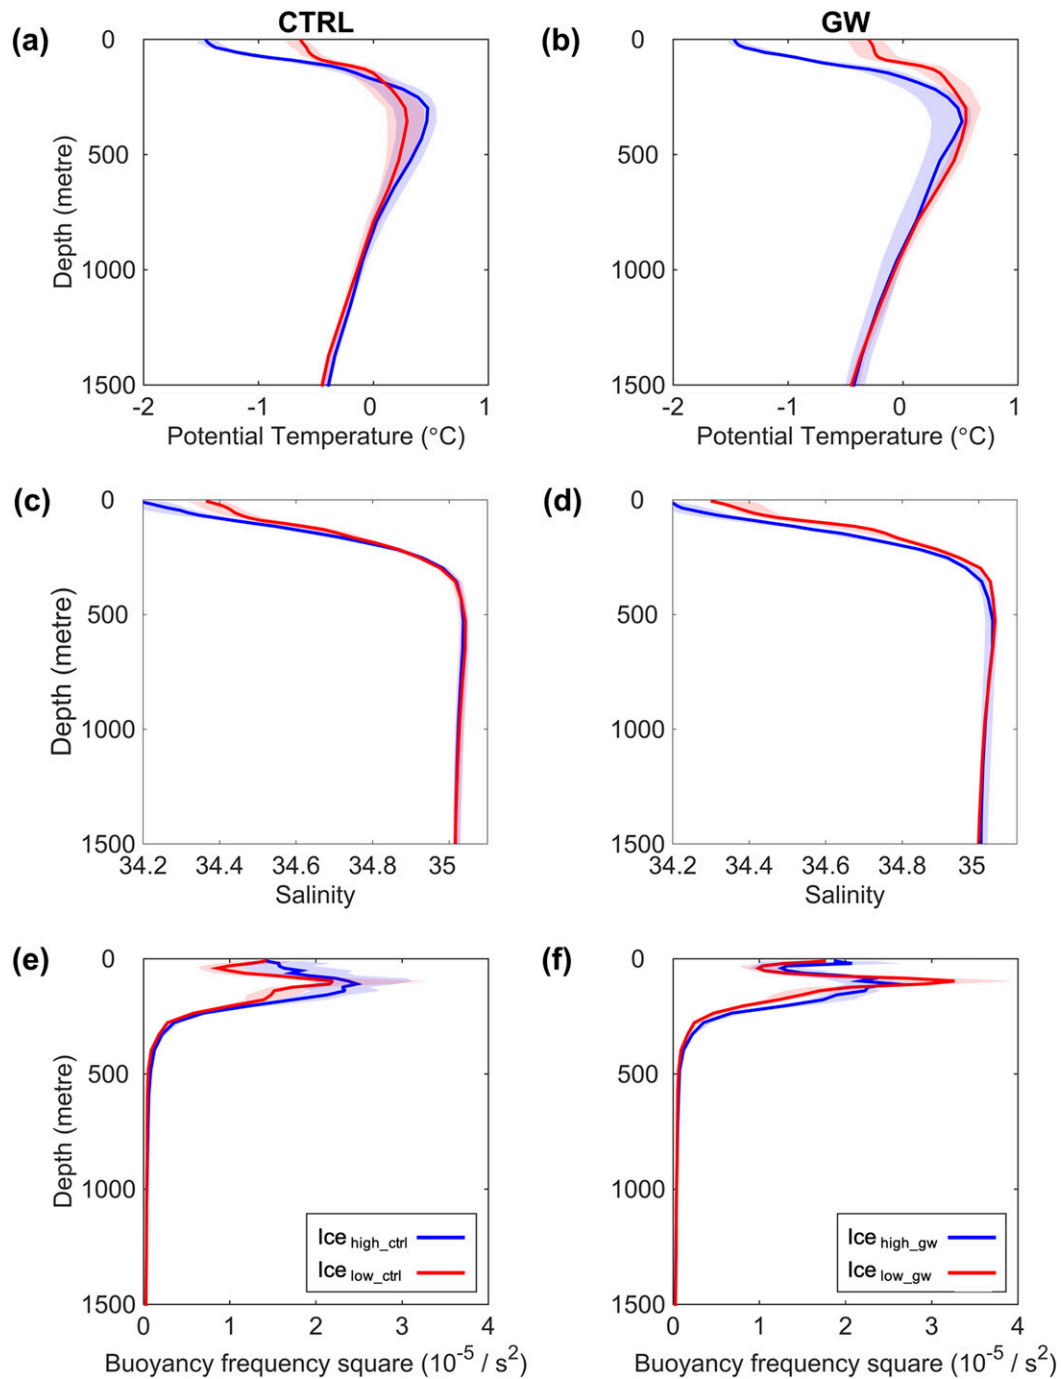 CTRL
GW
(a)
0
500
1000
1500
Depth (metre)
-2
-1
0
1
Potential Temperature (°C)
(b)
0
500
1000
1500
-2
-1
0
1
Potential Temperature (°C)
(c)
0
500
1000
1500
Depth (metre)
34.2
34.4
34.6
34.8
35
Salinity
(d)
0
500
1000
1500
34.2
34.4
34.6
34.8
35
Salinity
(e)
0
500
1000
1500
Depth (metre)
Ice high_ctrl
Ice low_ctrl
0
1
2
3
4
Buoyancy frequency square (10⁻⁵ / s²)
(f)
0
500
1000
1500
Ice high_gw
Ice low_gw
0
1
2
3
4
Buoyancy frequency square (10⁻⁵ / s²)